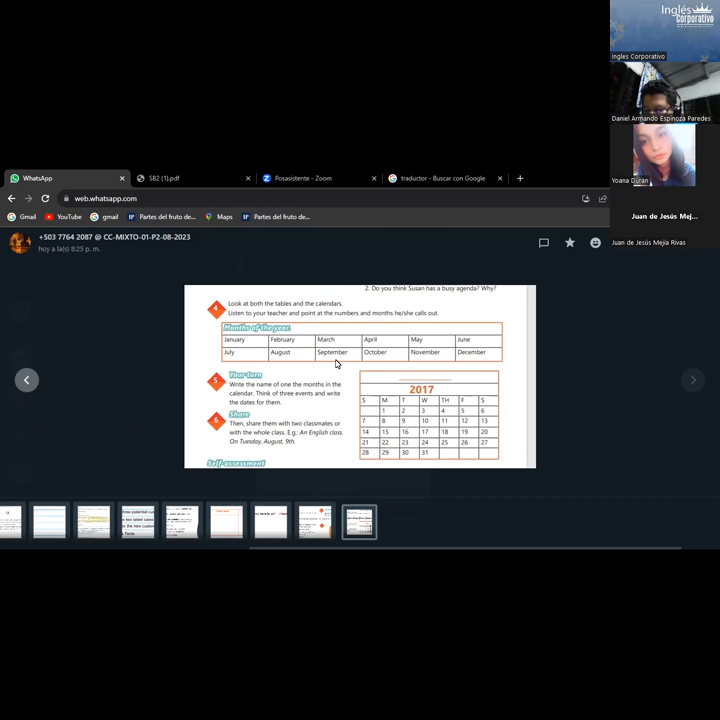 Inglés
Corporativo
Ingles Corporativo
Daniel Armando Espinoza Paredes
Yoana Duran
Juan de Jesús Mej...
Juan de Jesús Mejía Rivas
WhatsApp
SB2 (1).pdf
Posasistente - Zoom
traductor - Buscar con Google
web.whatsapp.com
Gmail
YouTube
gmail
Partes del fruto de...
Maps
Partes del fruto de...
+503 7764 2087 @ CC-MIXTO-01-P2-08-2023
hoy a la(s) 8:25 p. m.
2. Do you think Susan has a busy agenda? Why?
4
Look at both the tables and the calendars.
Listen to your teacher and point at the numbers and months he/she calls out.
Months of the year.
January February March April May June
July August September October November December
5
Your turn
Write the name of one the months in the
calendar. Think of three events and write
the dates for them.
6
Share
Then, share them with two classmates or
with the whole class. E.g.: An English class.
On Tuesday, August, 9th.
2017
S M T W TH F S
1 2 3 4 5 6
7 8 9 10 11 12 13
14 15 16 17 18 19 20
21 22 23 24 25 26 27
28 29 30 31
Self-assessment